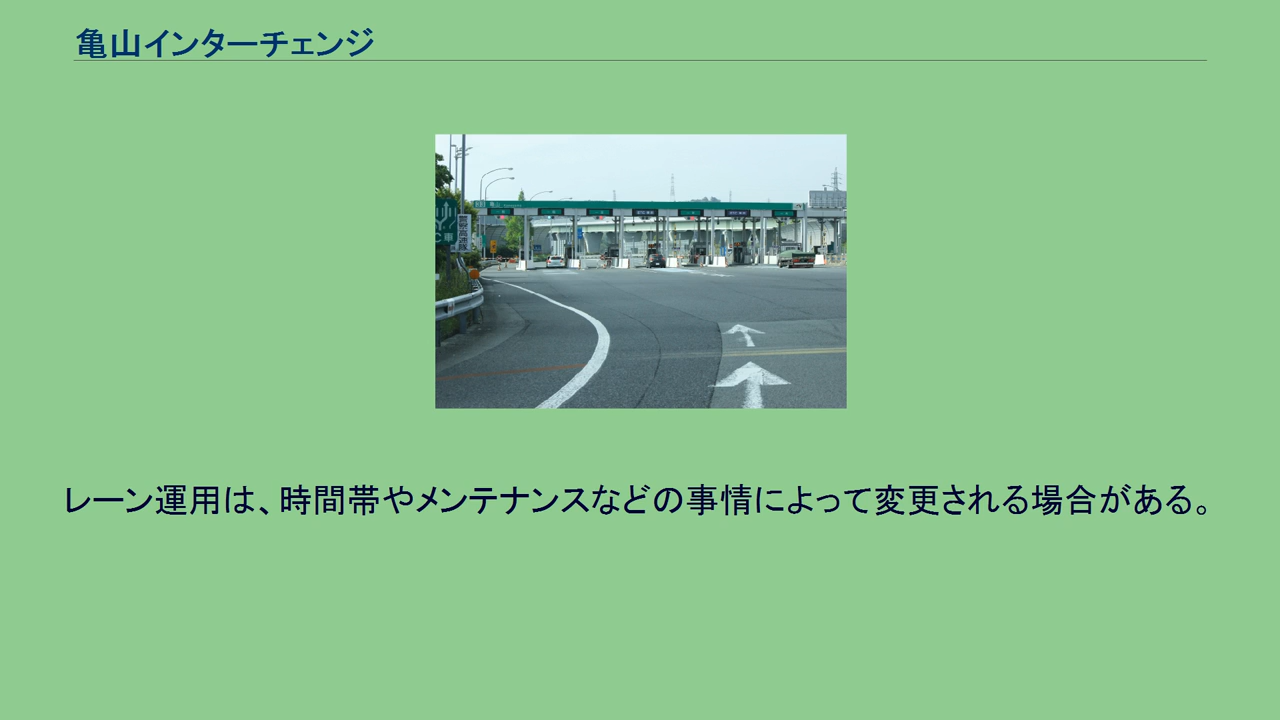 亀山インターチェンジ
レーン運用は、時間帯やメンテナンスなどの事情によって変更される場合がある。